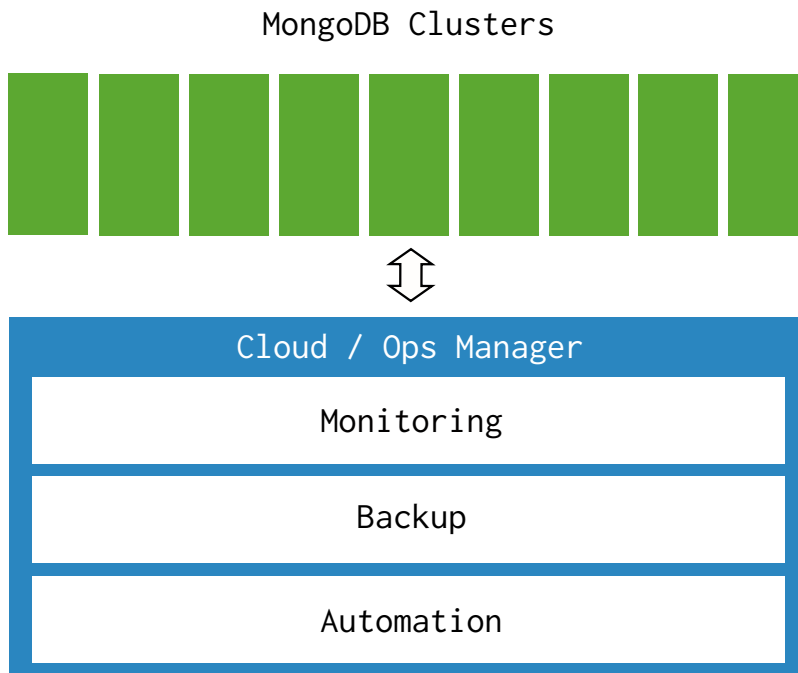 MongoDB Clusters
Cloud / Ops Manager
Monitoring
Backup
Automation